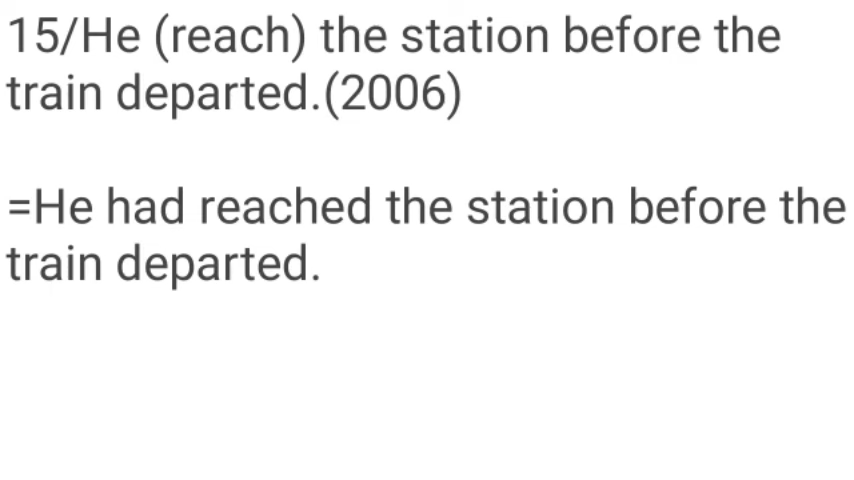 15/He (reach) the station before the
train departed.(2006)
=He had reached the station before the
train departed.